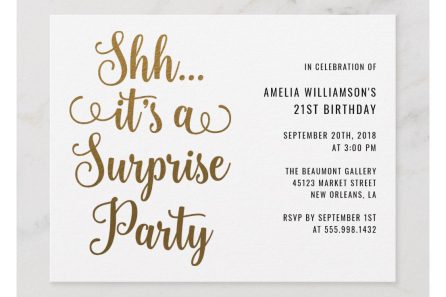 Shh...
it's a
Surprise
Party
IN CELEBRATION OF
AMELIA WILLIAMSON'S
21ST BIRTHDAY
SEPTEMBER 20TH, 2018
AT 3:00 PM
THE BEAUMONT GALLERY
45123 MARKET STREET
NEW ORLEANS, LA
RSVP BY SEPTEMBER 1ST
AT 555.998.1432